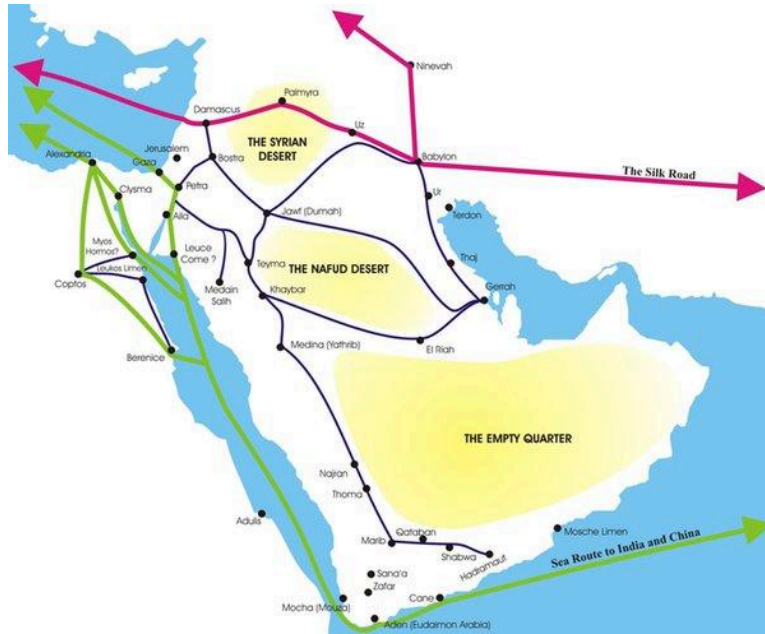 Ninevah
Palmyra
Damascus
Uz
THE SYRIAN
DESERT
Jerusalem
Alexandria
Gaza
Bostra
Babylon
The Silk Road
Clysma
Petra
Ur
Terdon
Aila
Jawf (Dumah)
Myos
Hormos?
Leuce
Come ?
Leukos Limen
Teyma
THE NAFUD DESERT
Thaj
Coptos
Medain
Salih
Khaybar
Gerrah
Medina (Yathrib)
El Riah
Berenice
THE EMPTY QUARTER
Najran
Thoma
Adulis
Marib
Qataban
Shabwa
Hadramaut
Mosche Limen
Sea Route to India and China
Sana'a
Zafar
Cane
Mocha (Mouza)
Aden (Eudaimon Arabia)